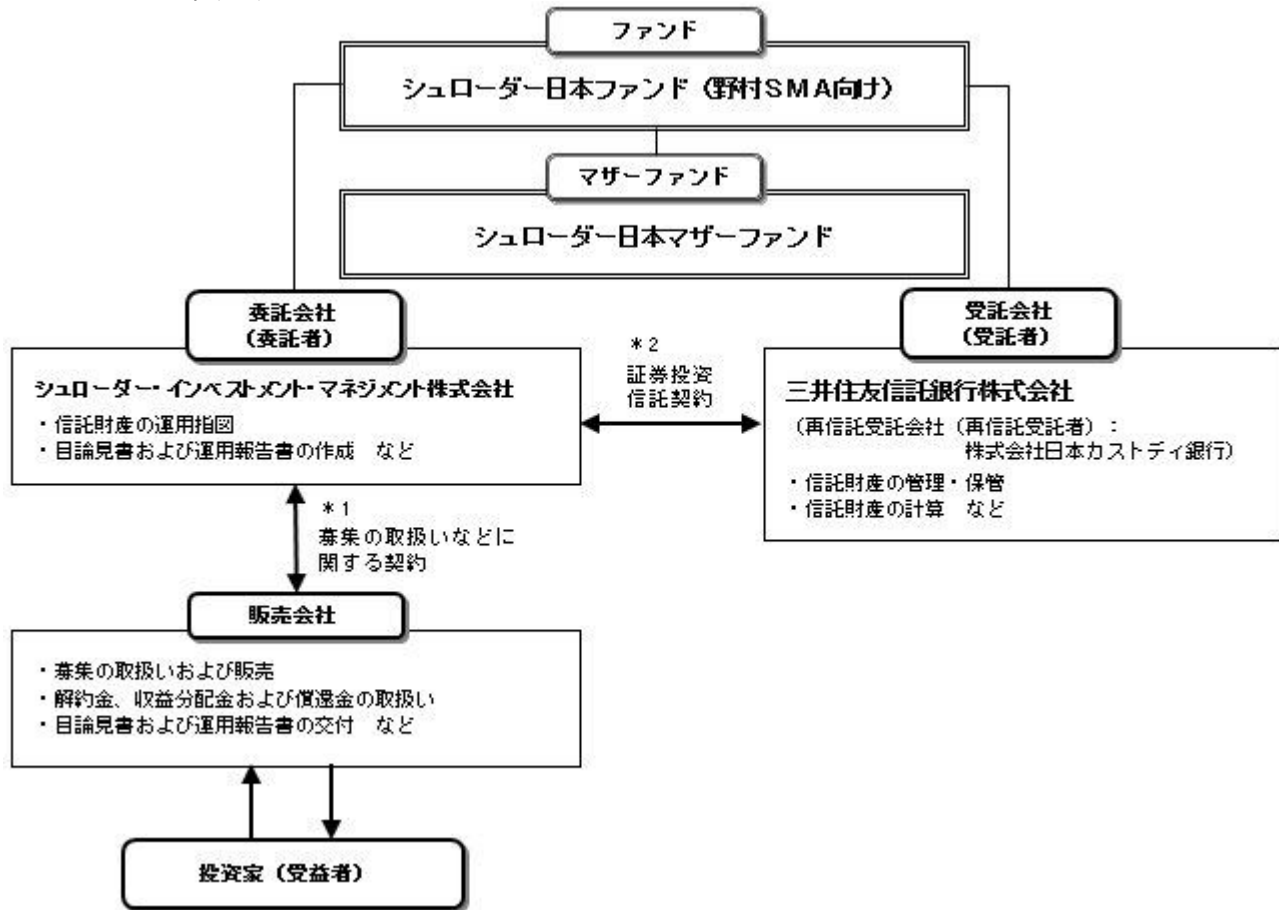 ファンド
シュローダー日本ファンド（野村ＳＭＡ向け）
マザーファンド
シュローダー日本マザーファンド
委託会社
（委託者）
シュローダー・インベストメント・マネジメント株式会社
・信託財産の運用指図
・目論見書および運用報告書の作成　など
＊2
証券投資
信託契約
受託会社
（受託者）
三井住友信託銀行株式会社
（再信託受託会社（再信託受託者）：
株式会社日本カストディ銀行）
・信託財産の管理・保管
・信託財産の計算　など
＊1
募集の取扱いなどに
関する契約
販売会社
・募集の取扱いおよび販売
・解約金、収益分配金および償還金の取扱い
・目論見書および運用報告書の交付　など
投資家（受益者）